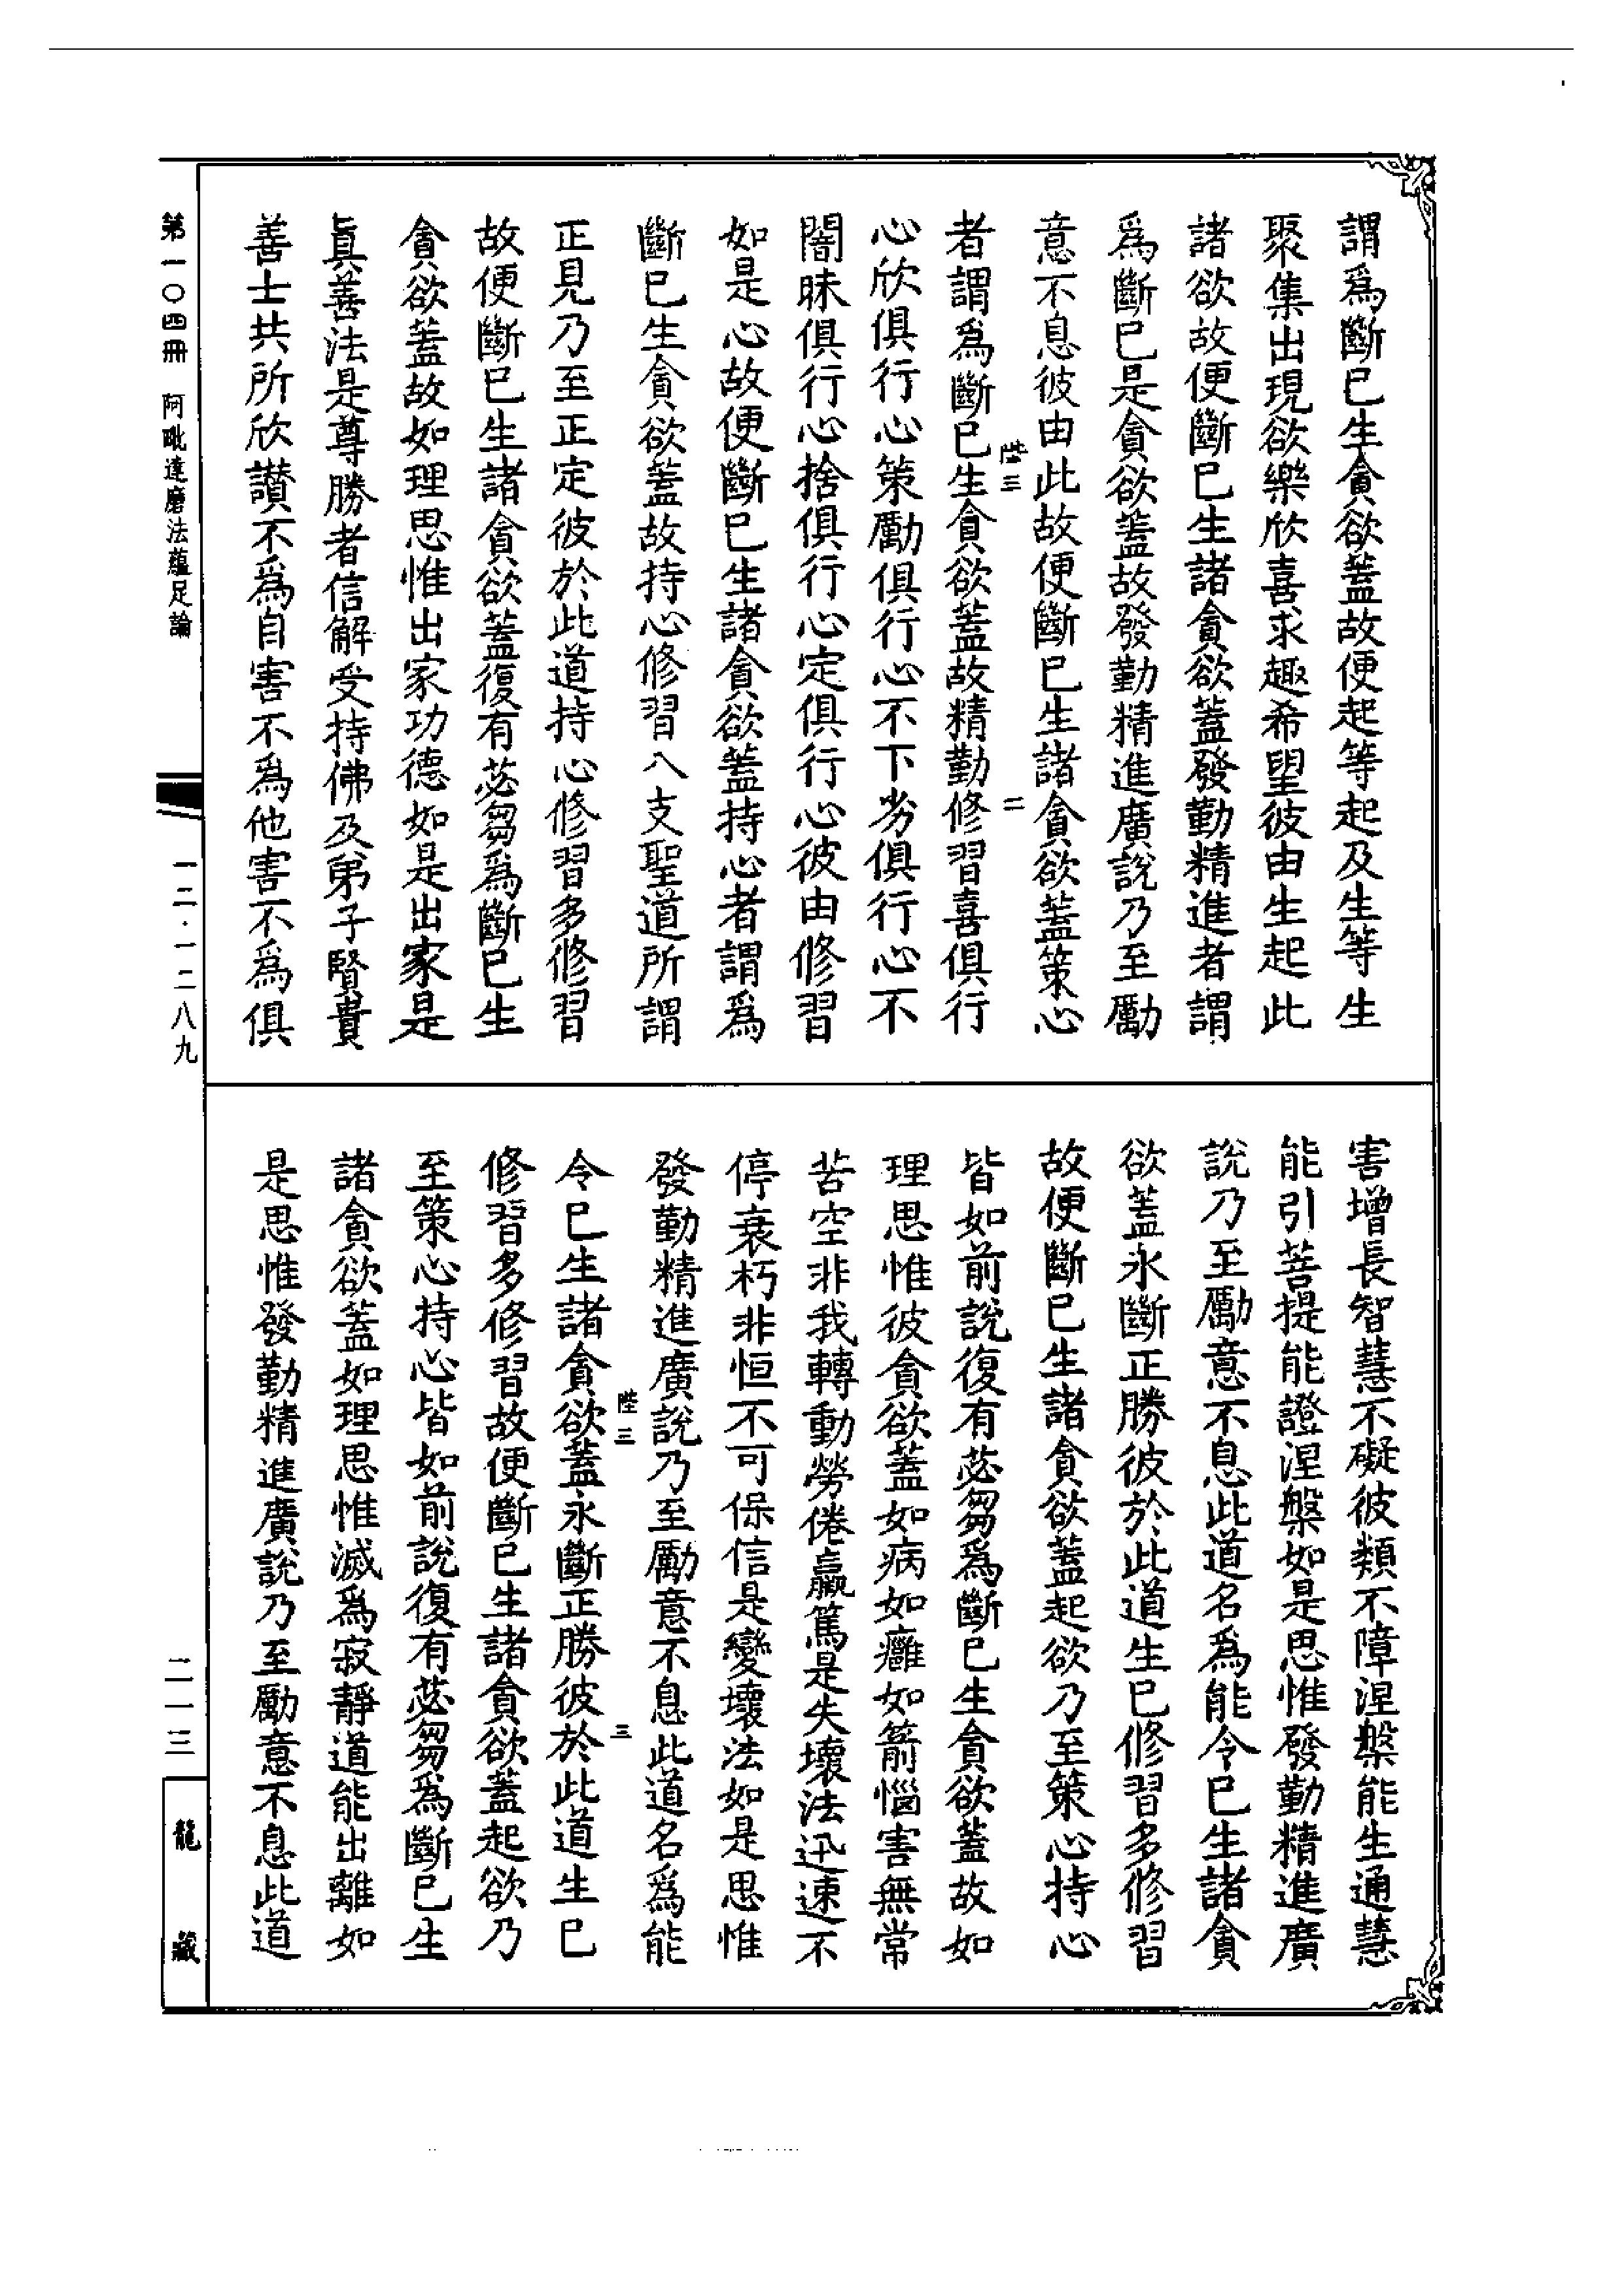 謂爲斷已生貪欲蓋故便起等起及生等生
聚集出現欲樂欣喜求趣希望彼由生起此
諸欲故便斷已生諸貪欲蓋發勤精進者謂
爲斷已是貪欲蓋故發勤精進廣說乃至勵
意不息彼由此故便斷已生諸貪欲蓋策心
陛三　二
者謂爲斷已生貪欲蓋故精勤修習喜俱行
心欣俱行心策勵俱行心不下劣俱行心不
闇昧俱行心捨俱行心定俱行心彼由修習
如是心故便斷已生諸貪欲蓋持心者謂爲
斷已生貪欲蓋故持心修習八支聖道所謂
正見乃至正定彼於此道持心修習多修習
故便斷已生諸貪欲蓋復有苾芻爲斷已生
貪欲蓋故如理思惟出家功德如是出家是
眞善法是尊勝者信解受持佛及弟子賢貴
善士共所欣讚不爲自害不爲他害不爲俱
害增長智慧不礙彼類不障涅槃能生通慧
能引菩提能證涅槃如是思惟發勤精進廣
說乃至勵意不息此道名爲能令已生諸貪
欲蓋永斷正勝彼於此道生已修習多修習
故便斷已生諸貪欲蓋起欲乃至策心持心
皆如前說復有苾芻爲斷已生貪欲蓋故如
理思惟彼貪欲蓋如病如癰如箭惱害無常
苦空非我轉動勞倦羸篤是失壞法迅速不
停衰朽非恒不可保信是變壞法如是思惟
發勤精進廣說乃至勵意不息此道名爲能
陛三　三
令已生諸貪欲蓋永斷正勝彼於此道生已
修習多修習故便斷已生諸貪欲蓋起欲乃
至策心持心皆如前說復有苾芻爲斷已生
諸貪欲蓋如理思惟滅爲寂靜道能出離如
是思惟發勤精進廣說乃至勵意不息此道
第一〇四冊　阿毗達磨法蘊足論
一二·一二八九
二一三
龍藏